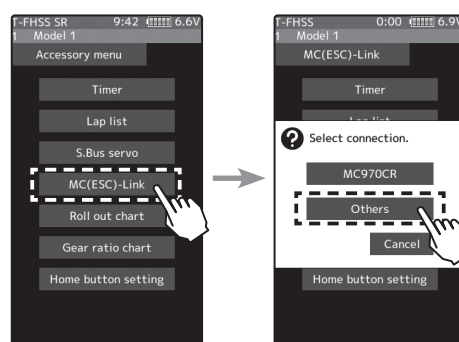 T-FHSS SR 9:42 6.6V
1 Model 1
Accessory menu
Timer
Lap list
S.Bus servo
MC(ESC)-Link
Roll out chart
Gear ratio chart
Home button setting
T-FHSS 0:00 6.9V
1 Model 1
MC(ESC)-Link
Timer
Lap list
? Select connection.
MC970CR
Others
Cancel
Home button setting